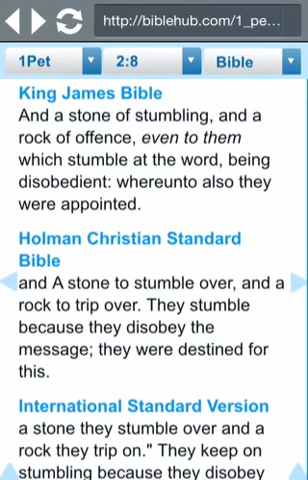 http://biblehub.com/1_pe...
1Pet 2:8 Bible
King James Bible
And a stone of stumbling, and a
rock of offence, even to them
which stumble at the word, being
disobedient: whereunto also they
were appointed.
Holman Christian Standard
Bible
and A stone to stumble over, and a
rock to trip over. They stumble
because they disobey the
message; they were destined for
this.
International Standard Version
a stone they stumble over and a
rock they trip on." They keep on
stumbling because they disobey